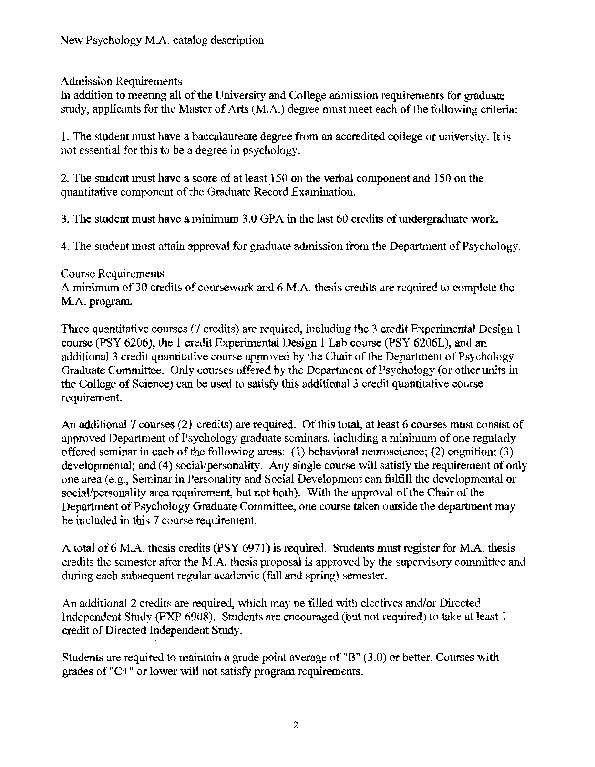 New Psychology M.A. catalog description
Admission Requirements
In addition to meeting all of the University and College admission requirements for graduate
study, applicants for the Master of Arts (M.A.) degree must meet each of the following criteria:
1. The student must have a baccalaureate degree from an accredited college or university. It is
not essential for this to be a degree in psychology.
2. The student must have a score of at least 150 on the verbal component and 150 on the
quantitative component of the Graduate Record Examination.
3. The student must have a minimum 3.0 GPA in the last 60 credits of undergraduate work.
4. The student must attain approval for graduate admission from the Department of Psychology.
Course Requirements
A minimum of 30 credits of coursework and 6 M.A. thesis credits are required to complete the
M.A. program.
Three quantitative courses (7 credits) are required, including the 3 credit Experimental Design 1
course (PSY 6206), the 1 credit Experimental Design 1 Lab course (PSY 6206L), and an
additional 3 credit quantitative course approved by the Chair of the Department of Psychology
Graduate Committee. Only courses offered by the Department of Psychology (or other units in
the College of Science) can be used to satisfy this additional 3 credit quantitative course
requirement.
An additional 7 courses (21 credits) are required. Of this total, at least 6 courses must consist of
approved Department of Psychology graduate seminars, including a minimum of one regularly
offered seminar in each of the following areas: (1) behavioral neuroscience; (2) cognition; (3)
developmental; and (4) social/personality. Any single course will satisfy the requirement of only
one area (e.g., Seminar in Personality and Social Development can fulfill the developmental or
social/personality area requirement, but not both). With the approval of the Chair of the
Department of Psychology Graduate Committee, one course taken outside the department may
be included in this 7 course requirement.
A total of 6 M.A. thesis credits (PSY 6971) is required. Students must register for M.A. thesis
credits the semester after the M.A. thesis proposal is approved by the supervisory committee and
during each subsequent regular academic (fall and spring) semester.
An additional 2 credits are required, which may be filled with electives and/or Directed
Independent Study (EXP 6908). Students are encouraged (but not required) to take at least 1
credit of Directed Independent Study.
Students are required to maintain a grade point average of "B" (3.0) or better. Courses with
grades of "C+" or lower will not satisfy program requirements.
2